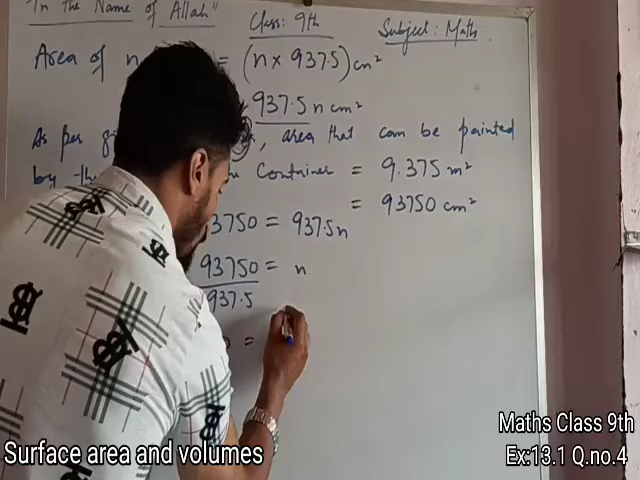 "In the Name of Allah"
Class: 9th
Subject: Maths
Area of n = (n x 937.5) cm²
937.5 n cm²
As per , area that can be painted
by the Container = 9.375 m²
= 93750 cm²
3750 = 937.5n
93750 = n
937.5
=
Maths Class 9th
Surface area and volumes
Ex:13.1 Q.no.4